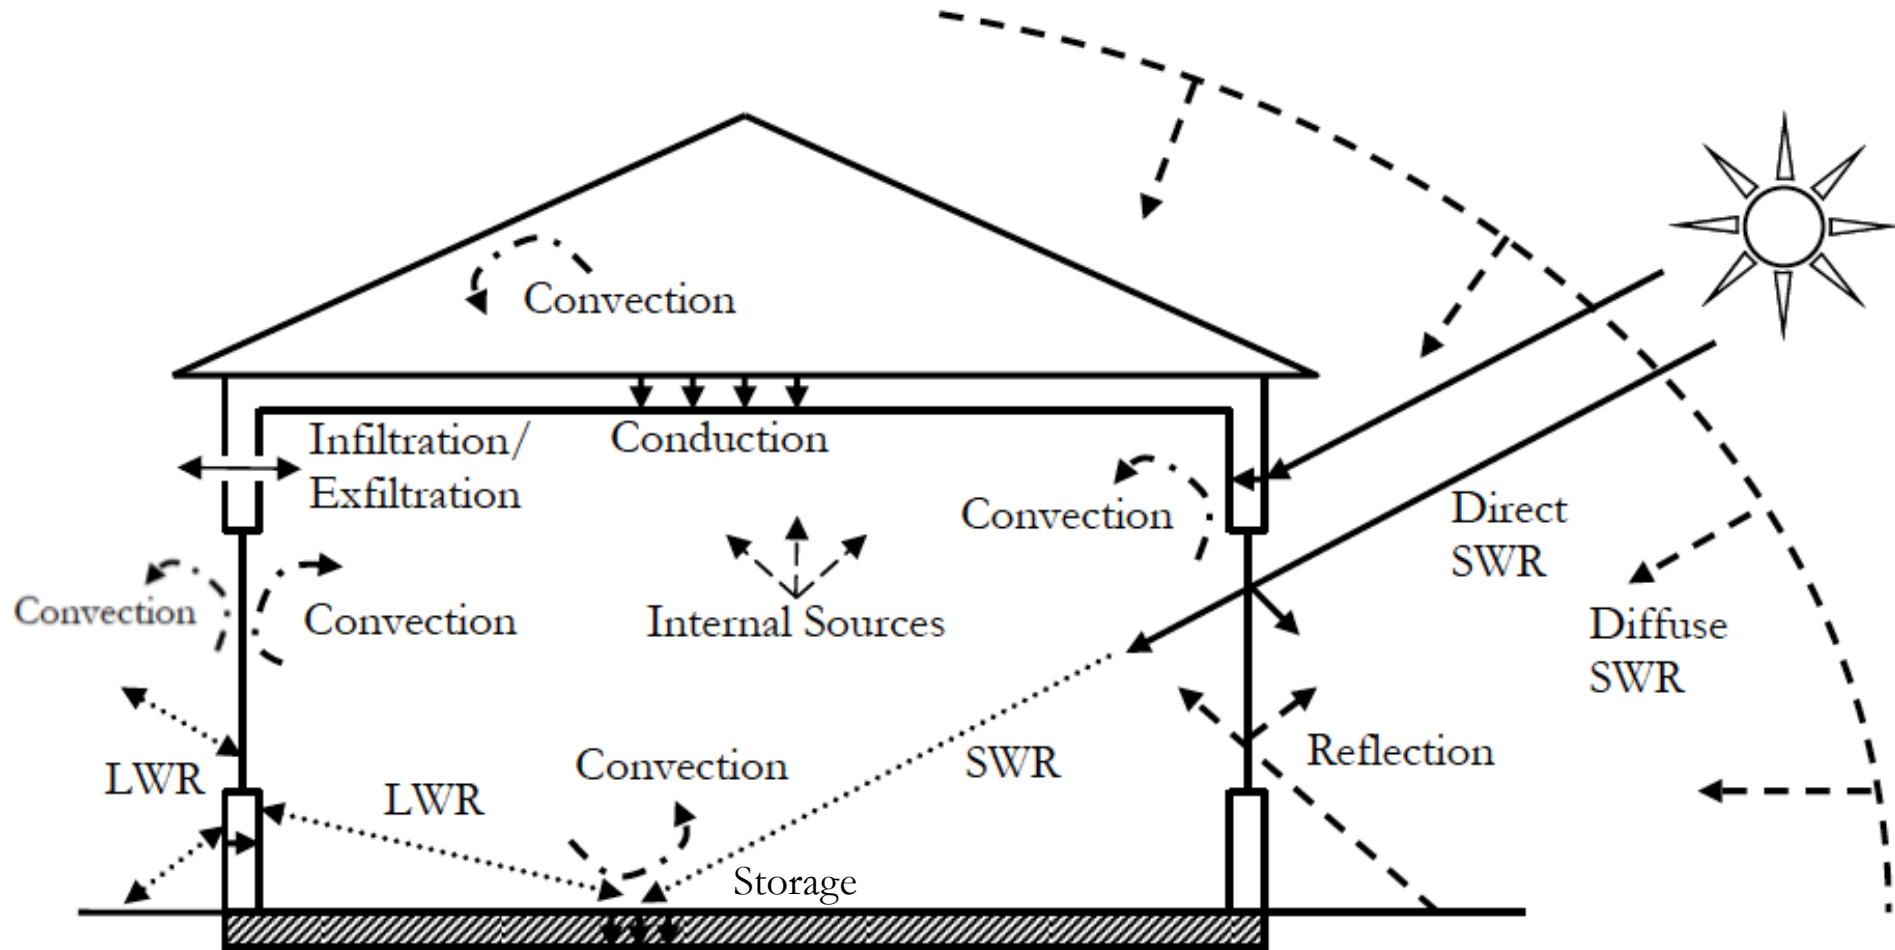 Convection
Infiltration/
Exfiltration
Conduction
Convection
Direct
SWR
Convection
Convection
Internal Sources
Diffuse
SWR
LWR
LWR
Convection
SWR
Reflection
Storage